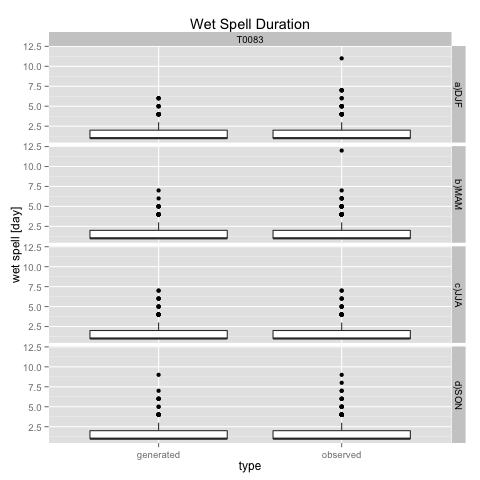 Wet Spell Duration
T0083
12.5
10.0
7.5
5.0
2.5
a)DJF
12.5
10.0
7.5
5.0
2.5
b)MAM
12.5
10.0
7.5
5.0
2.5
c)JJA
12.5
10.0
7.5
5.0
2.5
d)SON
wet spell [day]
generated observed
type